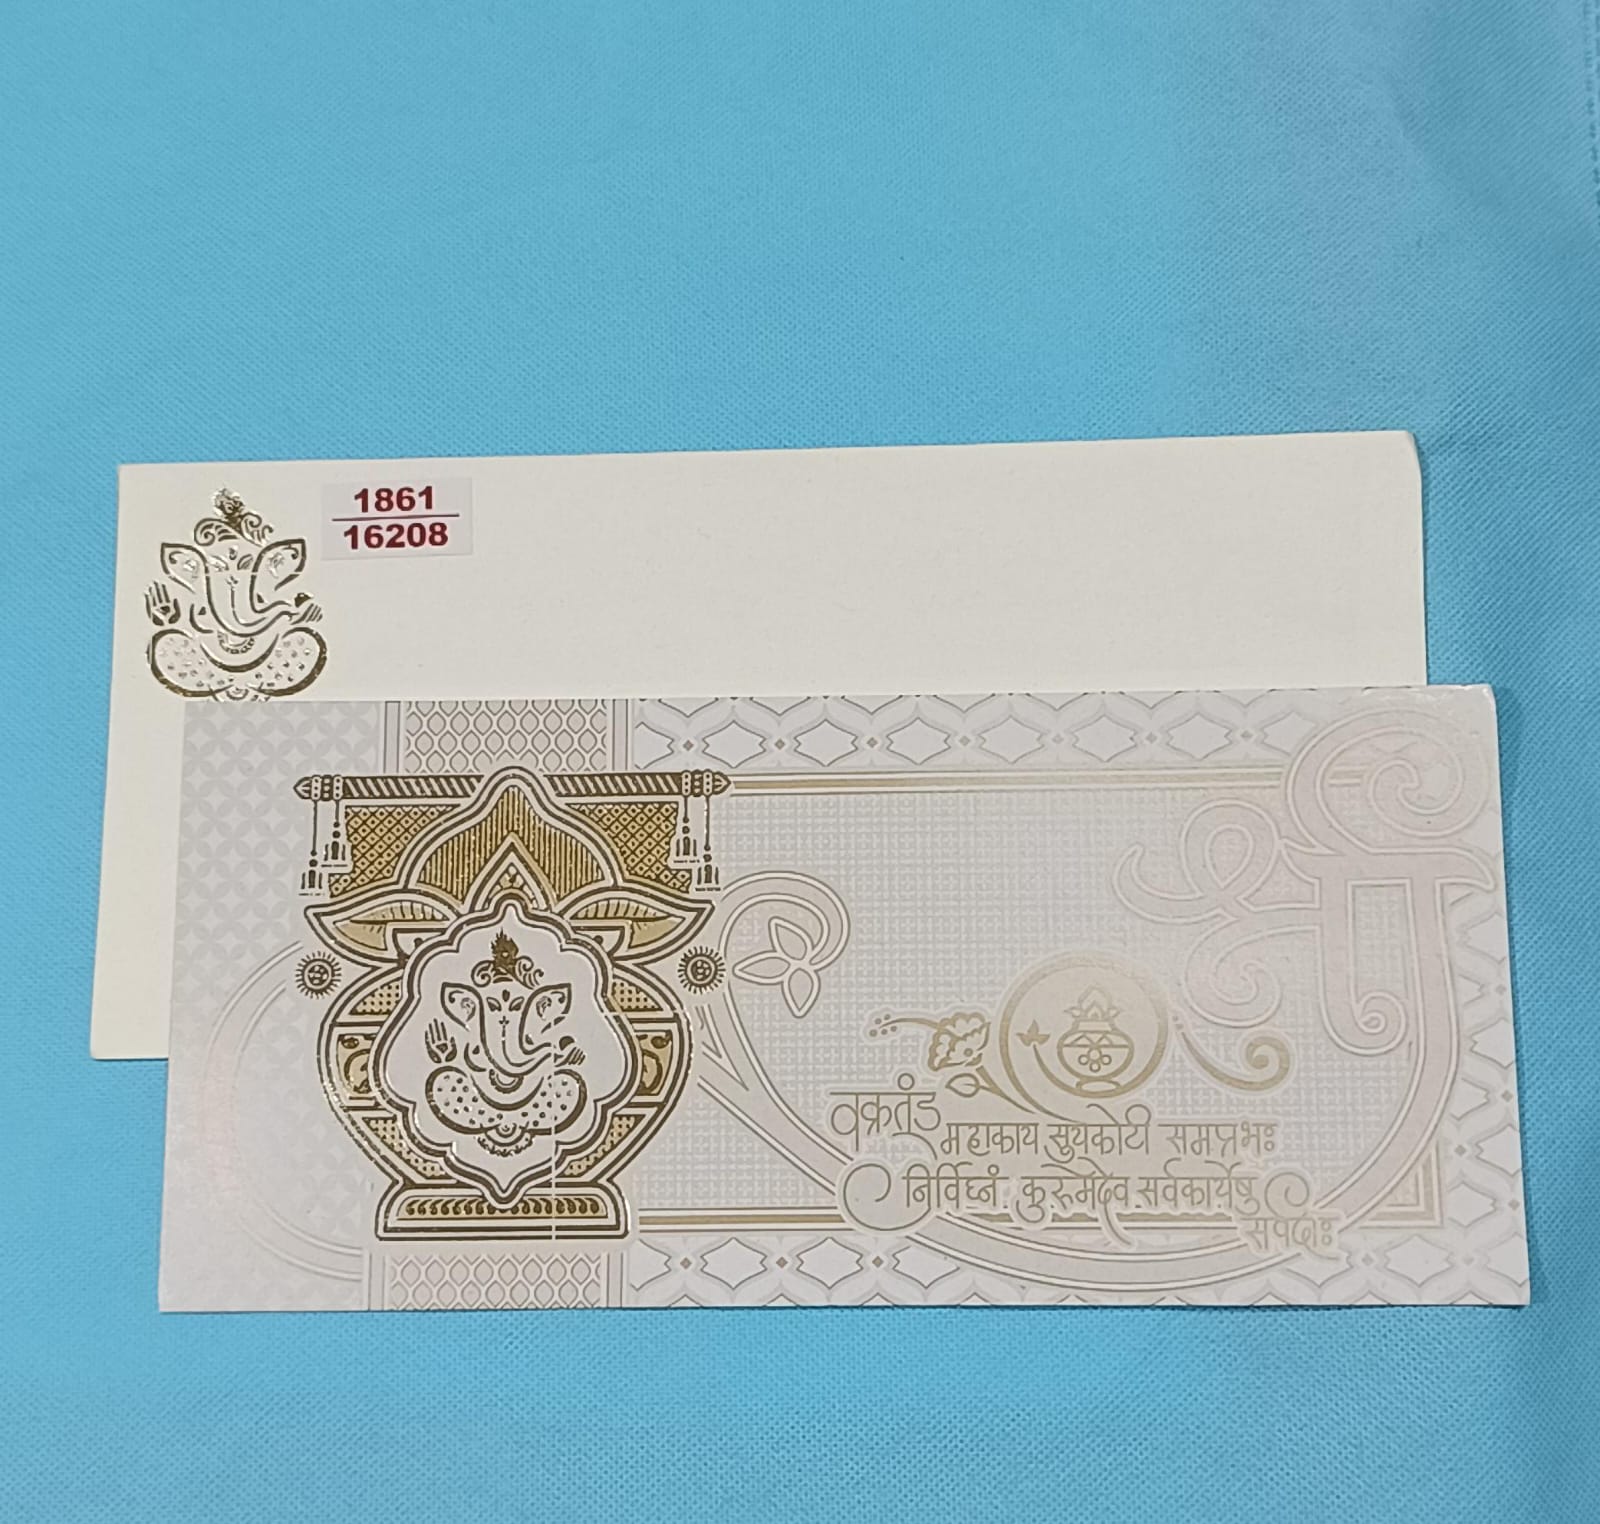 1861
16208
श्री
वक्रतुंड
महाकाय सुर्यकोटी समप्रभः
निर्विघ्नं कुरुमेदेव सर्वकार्येषु
सर्वदाः